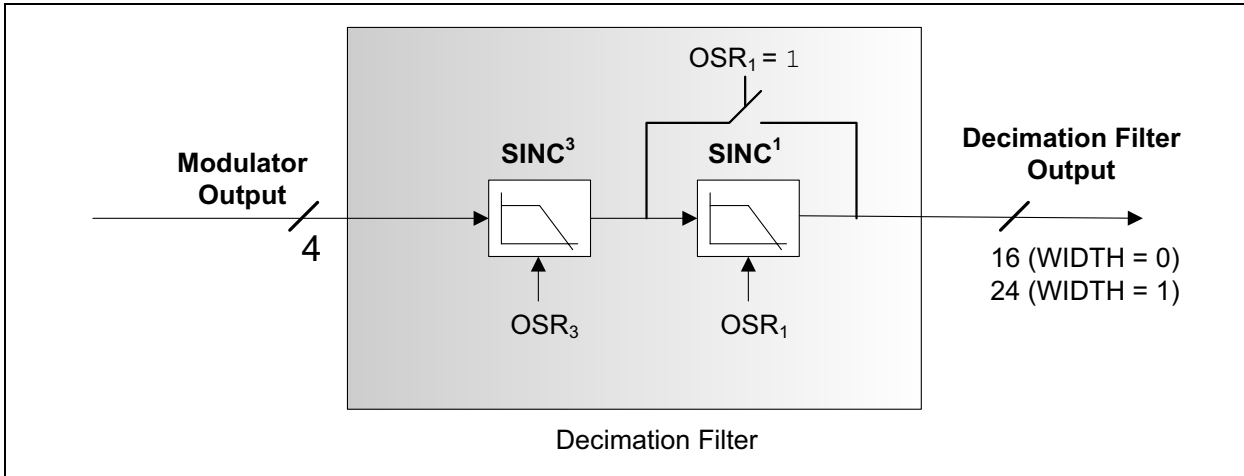 OSR₁ = 1
SINC³
SINC¹
Modulator
Output
4
Decimation Filter
Output
16 (WIDTH = 0)
24 (WIDTH = 1)
OSR₃
OSR₁
Decimation Filter